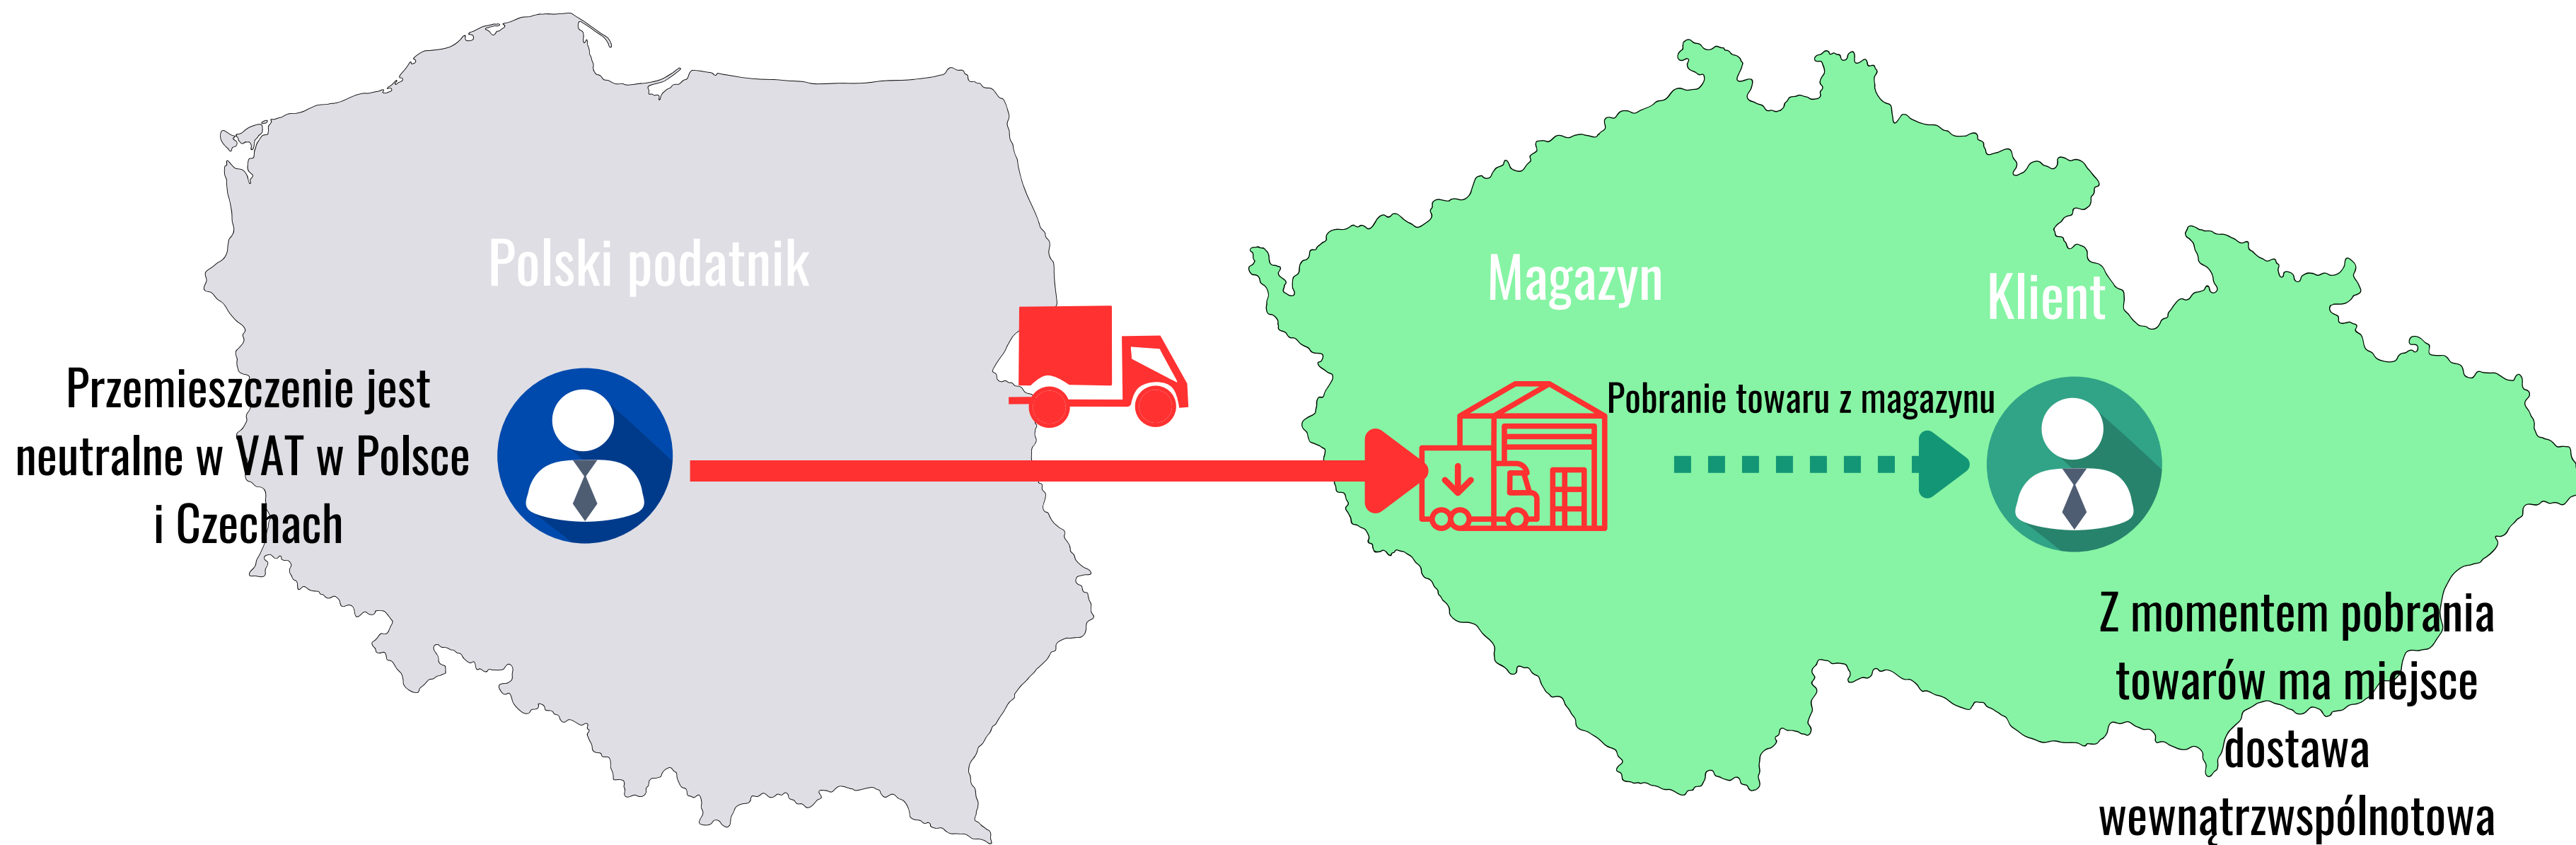 Polski podatnik
Przemieszczenie jest
neutralne w VAT w Polsce
i Czechach
Magazyn
Klient
Pobranie towaru z magazynu
Z momentem pobrania
towarów ma miejsce
dostawa
wewnątrzwspólnotowa